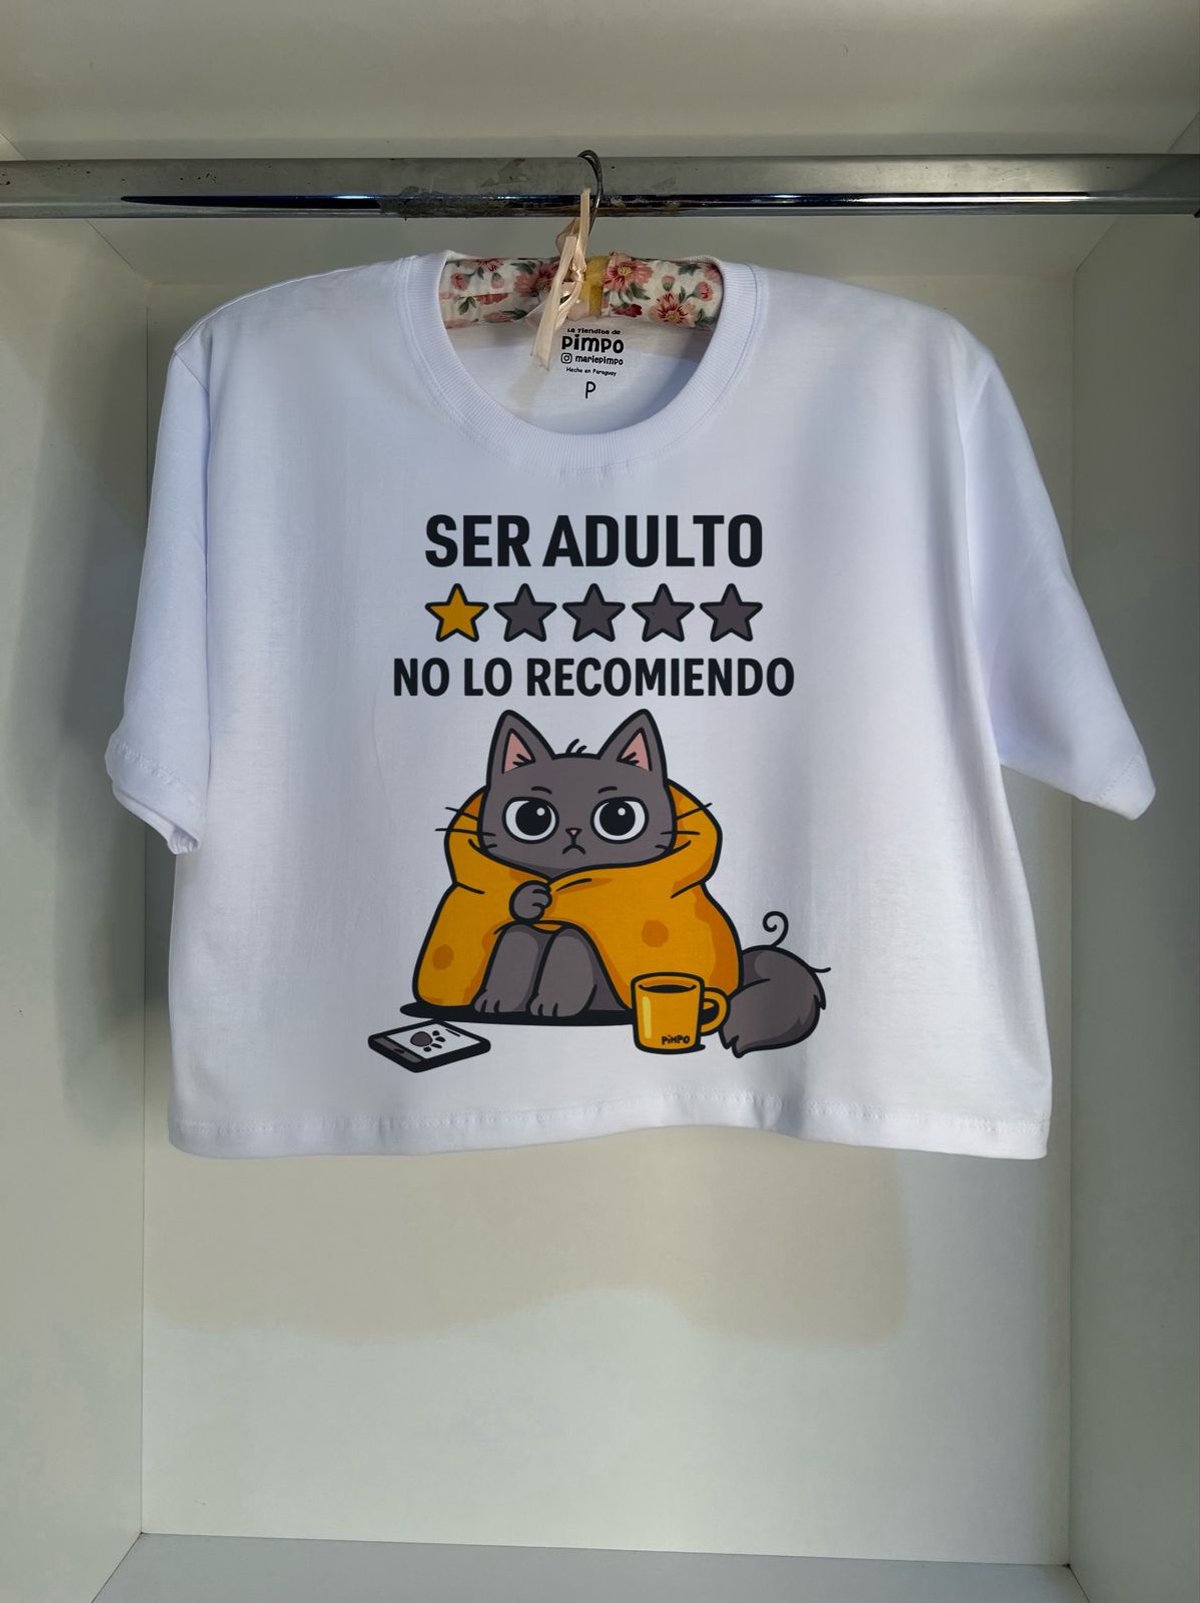 La Tiendita de
Pimpo
mariepimpo
Hecho en Paraguay
P
SER ADULTO
NO LO RECOMIENDO
PIMPO